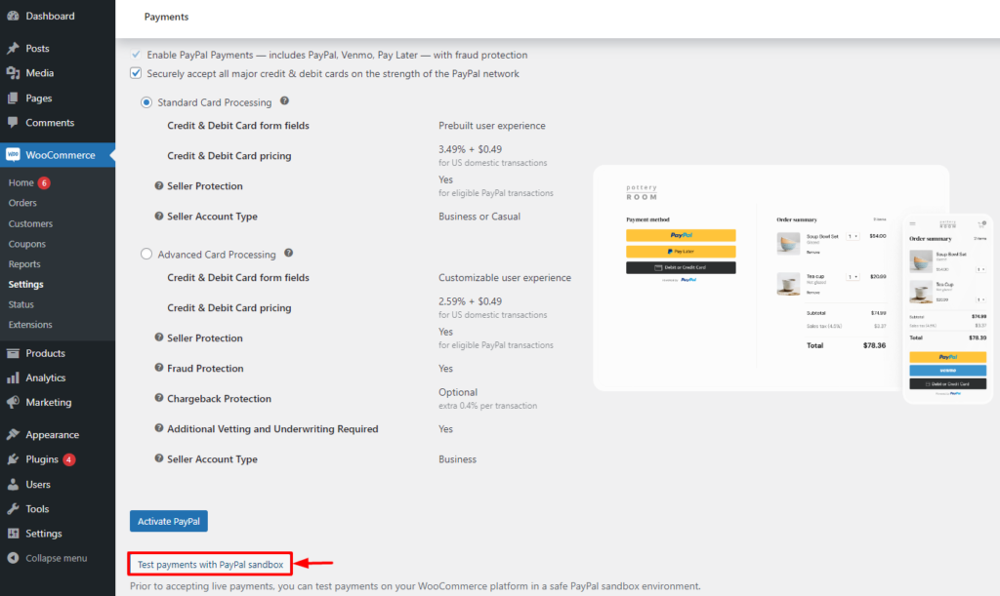 Dashboard
Posts
Media
Pages
Comments
WooCommerce
Home 6
Orders
Customers
Coupons
Reports
Settings
Status
Extensions
Products
Analytics
Marketing
Appearance
Plugins 4
Users
Tools
Settings
Collapse menu
Payments
Enable PayPal Payments — includes PayPal, Venmo, Pay Later — with fraud protection
Securely accept all major credit & debit cards on the strength of the PayPal network
Standard Card Processing
Credit & Debit Card form fields Prebuilt user experience
Credit & Debit Card pricing 3.49% + $0.49
for US domestic transactions
Seller Protection Yes
for eligible PayPal transactions
Seller Account Type Business or Casual
Advanced Card Processing
Credit & Debit Card form fields Customizable user experience
Credit & Debit Card pricing 2.59% + $0.49
for US domestic transactions
Seller Protection Yes
for eligible PayPal transactions
Fraud Protection Yes
Chargeback Protection Optional
extra 0.4% per transaction
Additional Vetting and Underwriting Required Yes
Seller Account Type Business
Activate PayPal
Test payments with PayPal sandbox
Prior to accepting live payments, you can test payments on your WooCommerce platform in a safe PayPal sandbox environment.
pottery
ROOM
Payment method
PayPal
Pay Later
Debit or Credit Card
PayPal
Order summary
Soup Bowl Set 1
Remove
Tea cup 1
Remove
Subtotal $74.99
Sales tax (4.5%) $3.37
Total $78.36
ROOM
Order summary
Soup Bowl Set
Tea Cup
Subtotal $74.99
Total $78.39
PayPal
venmo
Debit or Credit Card
PayPal